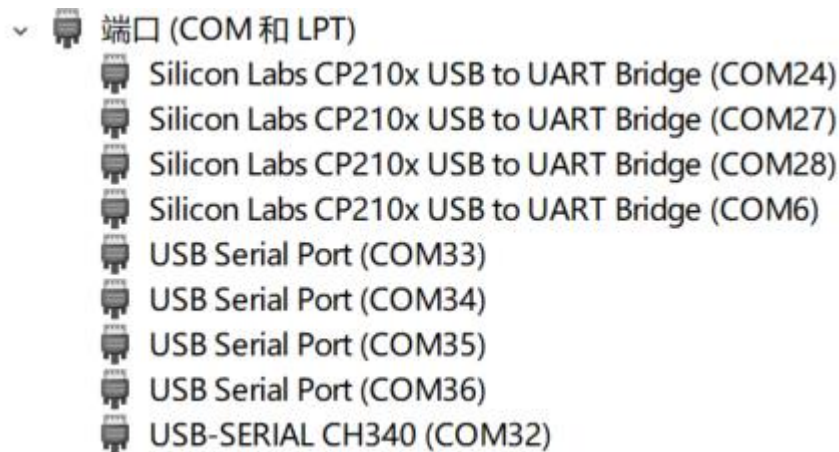 端口 (COM 和 LPT)
Silicon Labs CP210x USB to UART Bridge (COM24)
Silicon Labs CP210x USB to UART Bridge (COM27)
Silicon Labs CP210x USB to UART Bridge (COM28)
Silicon Labs CP210x USB to UART Bridge (COM6)
USB Serial Port (COM33)
USB Serial Port (COM34)
USB Serial Port (COM35)
USB Serial Port (COM36)
USB-SERIAL CH340 (COM32)